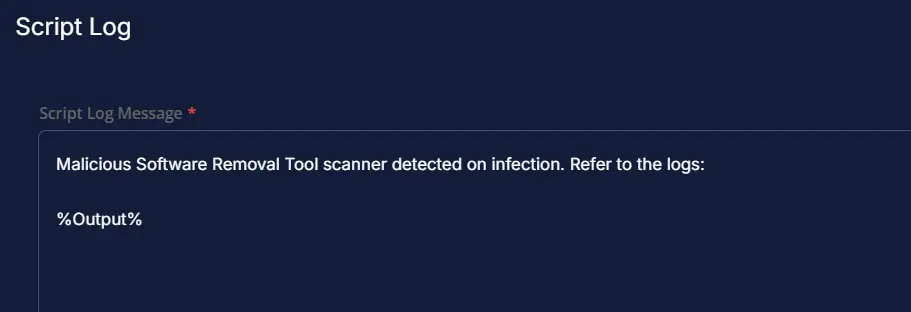 Script Log
Script Log Message *
Malicious Software Removal Tool scanner detected on infection. Refer to the logs:
%Output%